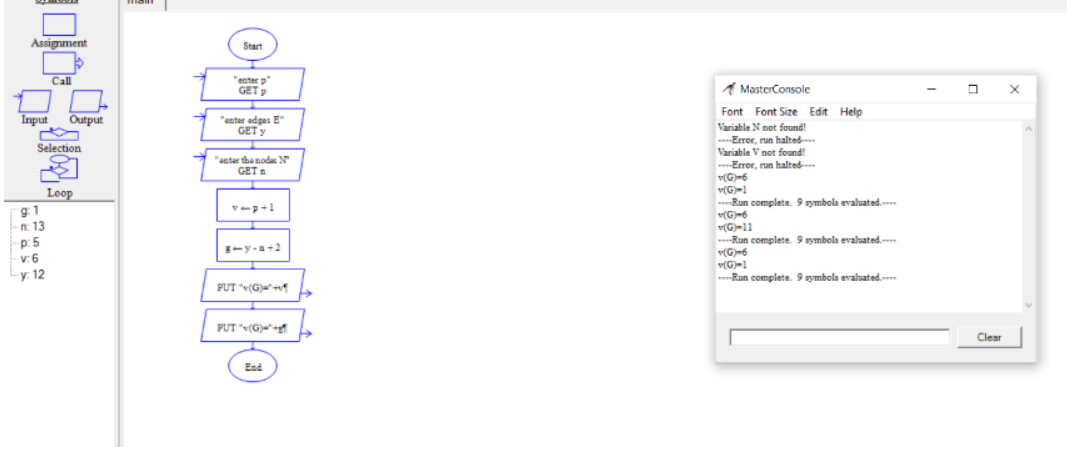 Symbols
main
Assignment
Call
Input Output
Selection
Loop
g: 1
n: 13
p: 5
v: 6
y: 12
Start
"enter p"
GET p
"enter edges E"
GET y
"enter the nodes N"
GET n
v ← p + 1
g ← y - n + 2
PUT "v(G)="+v¶
PUT "v(G)="+g¶
End
MasterConsole
Font Font Size Edit Help
Variable N not found!
----Error, run halted----
Variable V not found!
----Error, run halted----
v(G)=6
v(G)=1
----Run complete. 9 symbols evaluated.----
v(G)=6
v(G)=11
----Run complete. 9 symbols evaluated.----
v(G)=6
v(G)=1
----Run complete. 9 symbols evaluated.----
Clear